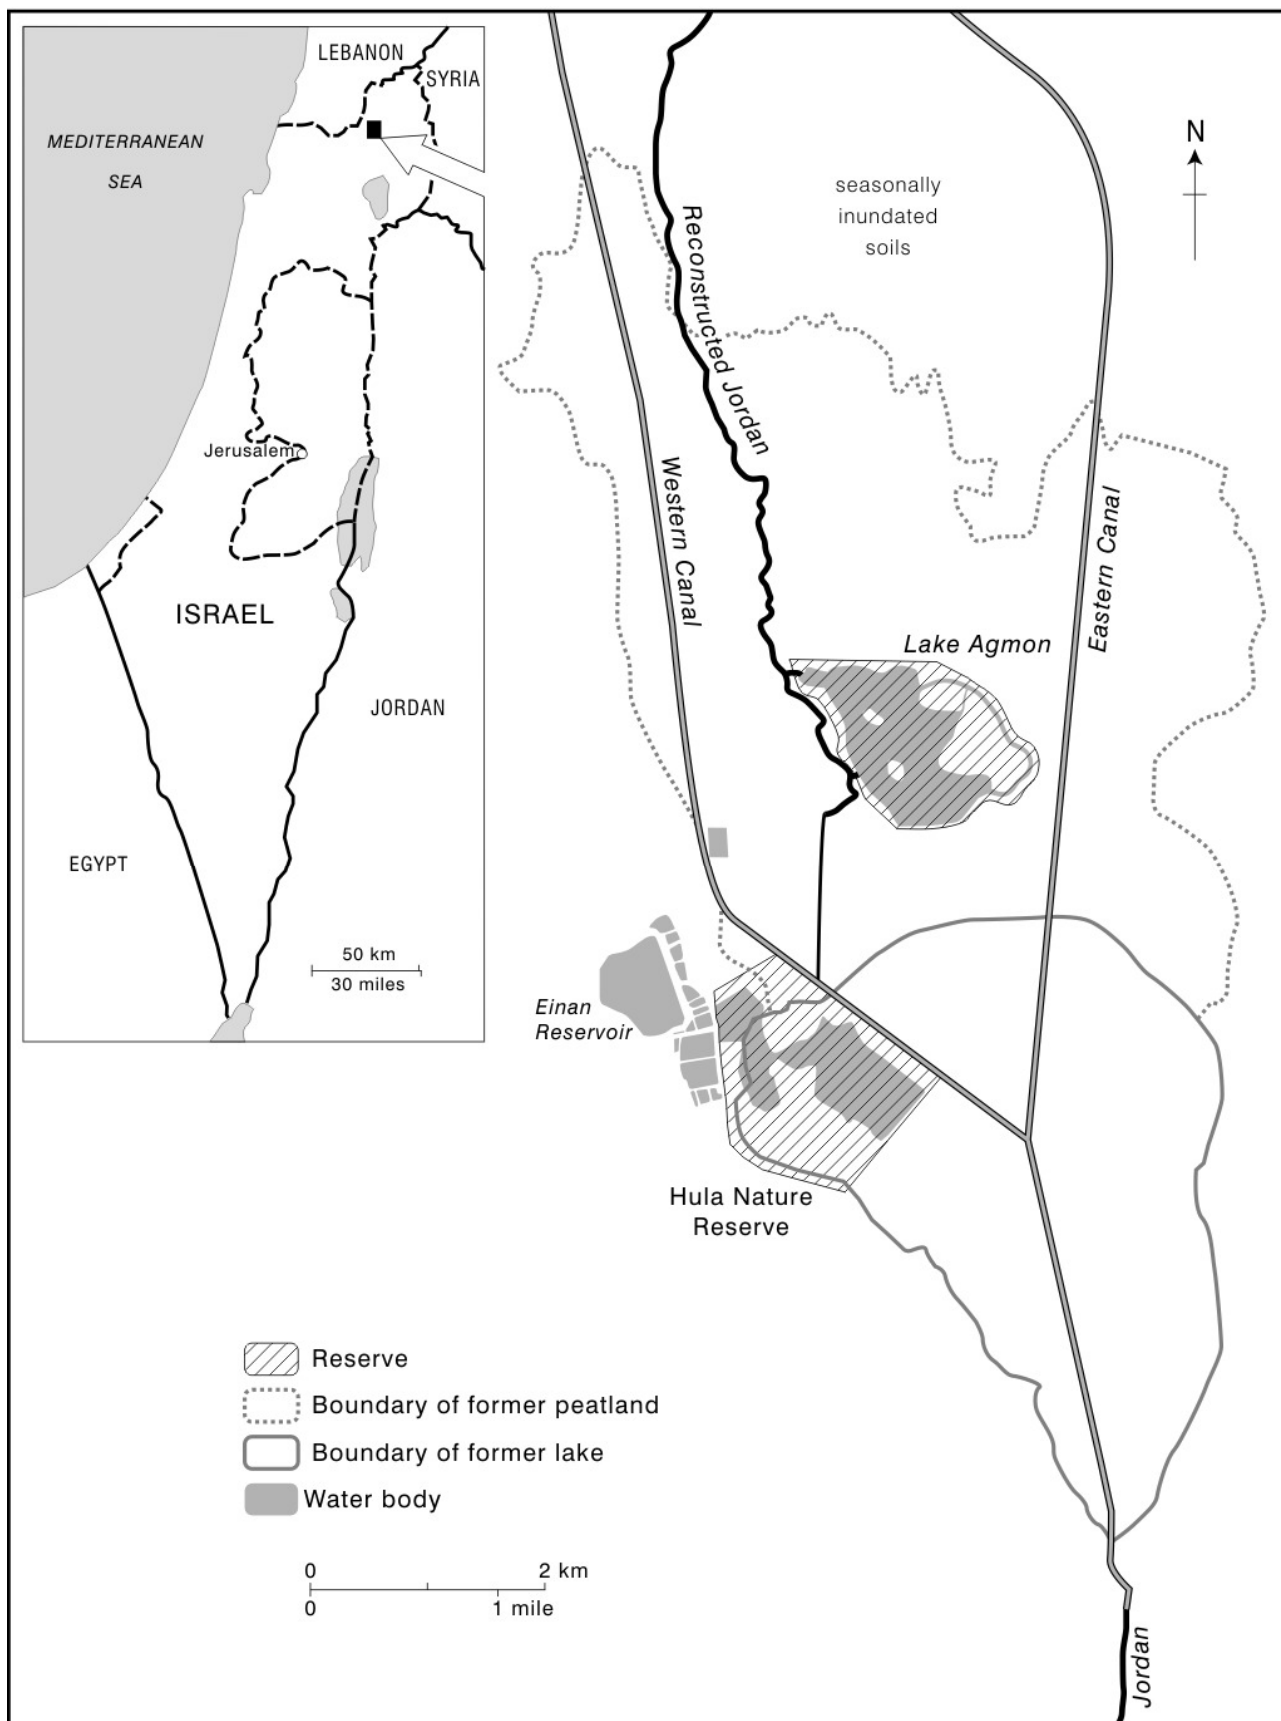 LEBANON
SYRIA
MEDITERRANEAN
SEA
Jerusalem
ISRAEL
JORDAN
EGYPT
50 km
30 miles
N
seasonally
inundated
soils
Reconstructed Jordan
Western Canal
Eastern Canal
Lake Agmon
Einan
Reservoir
Hula Nature
Reserve
Reserve
Boundary of former peatland
Boundary of former lake
Water body
0 2 km
0 1 mile
Jordan